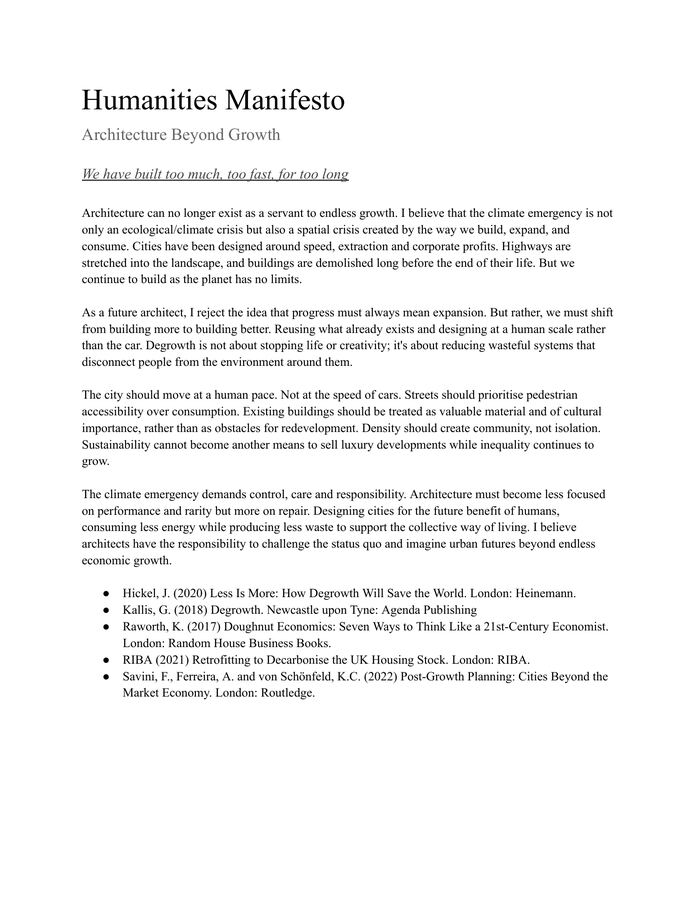 Humanities Manifesto
Architecture Beyond Growth
We have built too much, too fast, for too long
Architecture can no longer exist as a servant to endless growth. I believe that the climate emergency is not
only an ecological/climate crisis but also a spatial crisis created by the way we build, expand, and
consume. Cities have been designed around speed, extraction and corporate profits. Highways are
stretched into the landscape, and buildings are demolished long before the end of their life. But we
continue to build as the planet has no limits.
As a future architect, I reject the idea that progress must always mean expansion. But rather, we must shift
from building more to building better. Reusing what already exists and designing at a human scale rather
than the car. Degrowth is not about stopping life or creativity; it's about reducing wasteful systems that
disconnect people from the environment around them.
The city should move at a human pace. Not at the speed of cars. Streets should prioritise pedestrian
accessibility over consumption. Existing buildings should be treated as valuable material and of cultural
importance, rather than as obstacles for redevelopment. Density should create community, not isolation.
Sustainability cannot become another means to sell luxury developments while inequality continues to
grow.
The climate emergency demands control, care and responsibility. Architecture must become less focused
on performance and rarity but more on repair. Designing cities for the future benefit of humans,
consuming less energy while producing less waste to support the collective way of living. I believe
architects have the responsibility to challenge the status quo and imagine urban futures beyond endless
economic growth.
● Hickel, J. (2020) Less Is More: How Degrowth Will Save the World. London: Heinemann.
● Kallis, G. (2018) Degrowth. Newcastle upon Tyne: Agenda Publishing
● Raworth, K. (2017) Doughnut Economics: Seven Ways to Think Like a 21st-Century Economist.
London: Random House Business Books.
● RIBA (2021) Retrofitting to Decarbonise the UK Housing Stock. London: RIBA.
● Savini, F., Ferreira, A. and von Schönfeld, K.C. (2022) Post-Growth Planning: Cities Beyond the
Market Economy. London: Routledge.